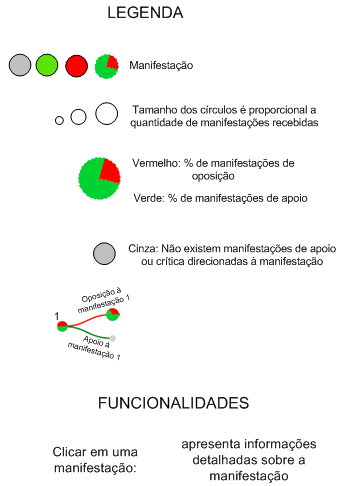 LEGENDA
Manifestação
Tamanho dos círculos é proporcional a
quantidade de manifestações recebidas
Vermelho: % de manifestações de
oposição
Verde: % de manifestações de apoio
Cinza: Não existem manifestações de apoio
ou crítica direcionadas à manifestação
1
Oposição à
manifestação 1
Apoio à
manifestação 1
FUNCIONALIDADES
Clicar em uma
manifestação:
apresenta informações
detalhadas sobre a
manifestação